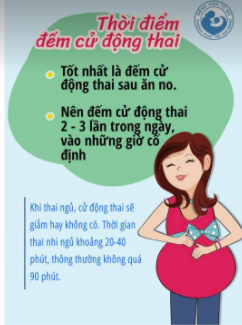 Thời điểm
đếm cử động thai
Tốt nhất là đếm cử
động thai sau ăn no.
Nên đếm cử động thai
2 - 3 lần trong ngày,
vào những giờ cố
định
Khi thai ngủ, cử động thai sẽ
giảm hay không có. Thời gian
thai nhi ngủ khoảng 20-40
phút, thông thường không quá
90 phút.